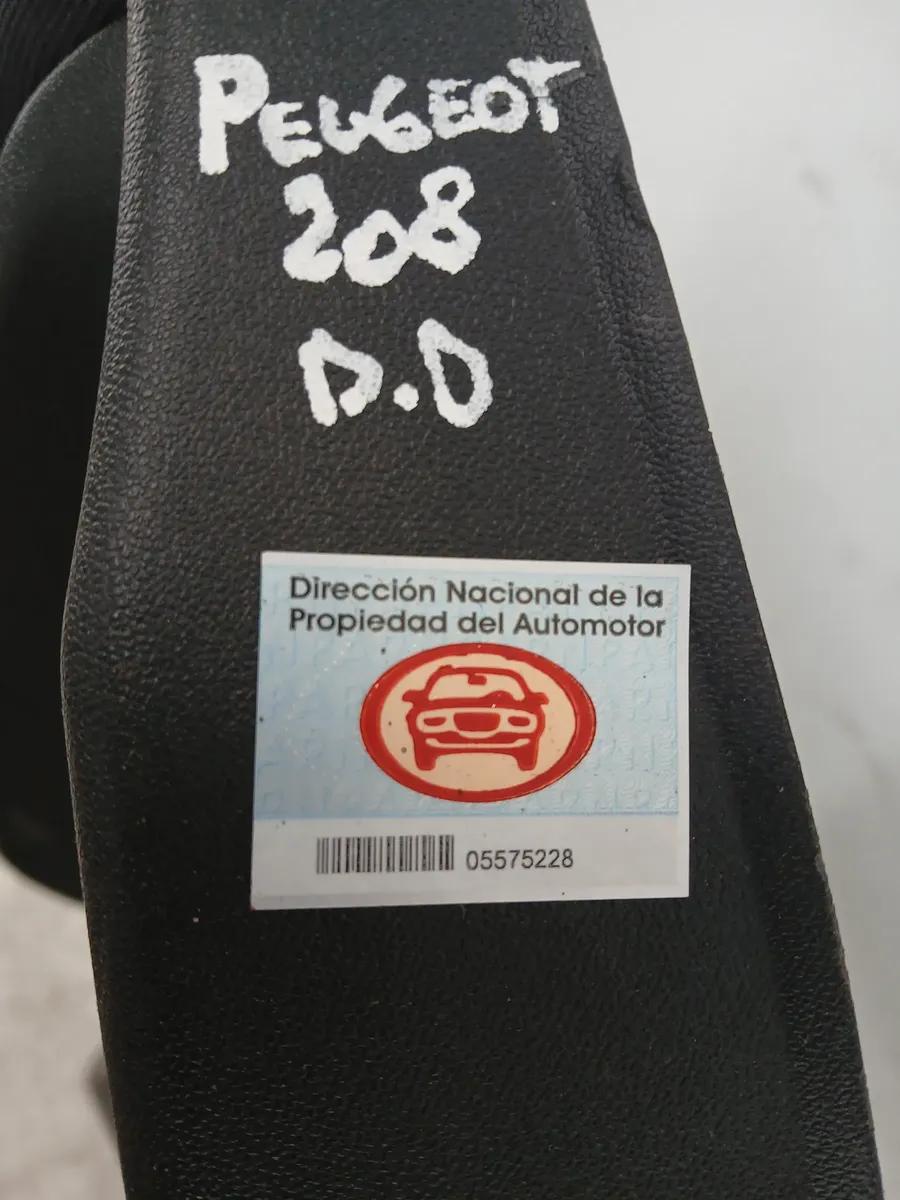 PEUGEOT
208
D.D
Dirección Nacional de la
Propiedad del Automotor
05575228